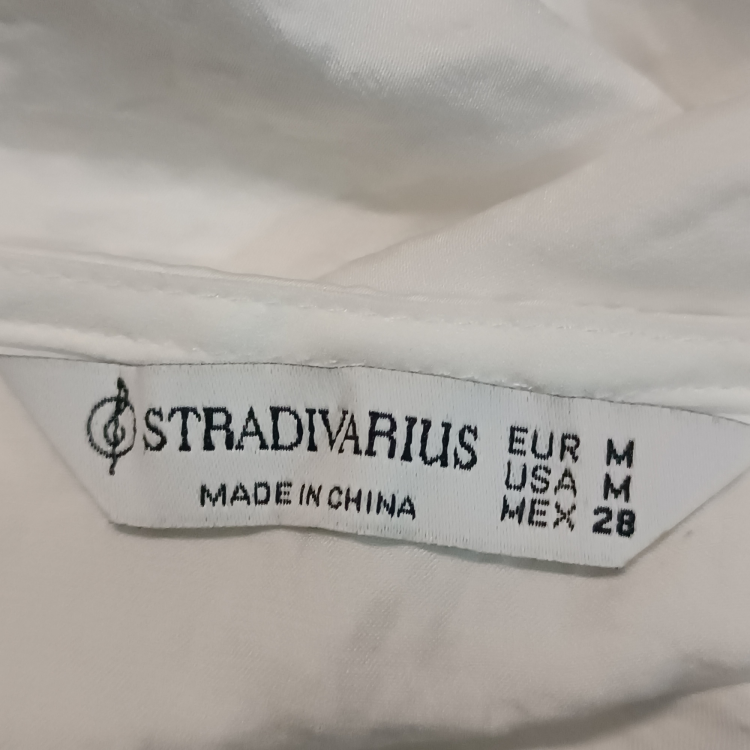 STRADIVARIUS
MADE IN CHINA
EUR M
USA M
MEX 28